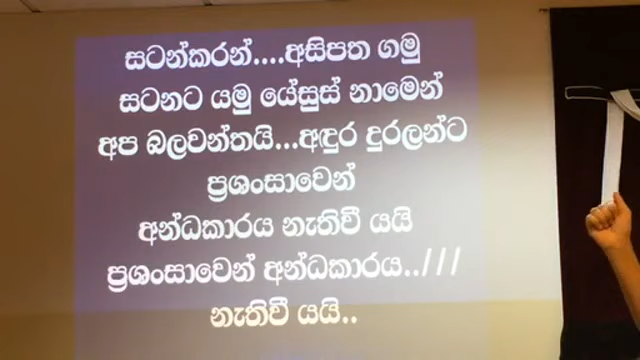 සටන්කරන්....අසිපත ගමු
සටනට යමු යේසුස් නාමෙන්
අප බලවන්තයි...අඳුර දුරලන්ට
ප්‍රශංසාවෙන්
අන්ධකාරය නැතිවී යයි
ප්‍රශංසාවෙන් අන්ධකාරය..///
නැතිවී යයි..